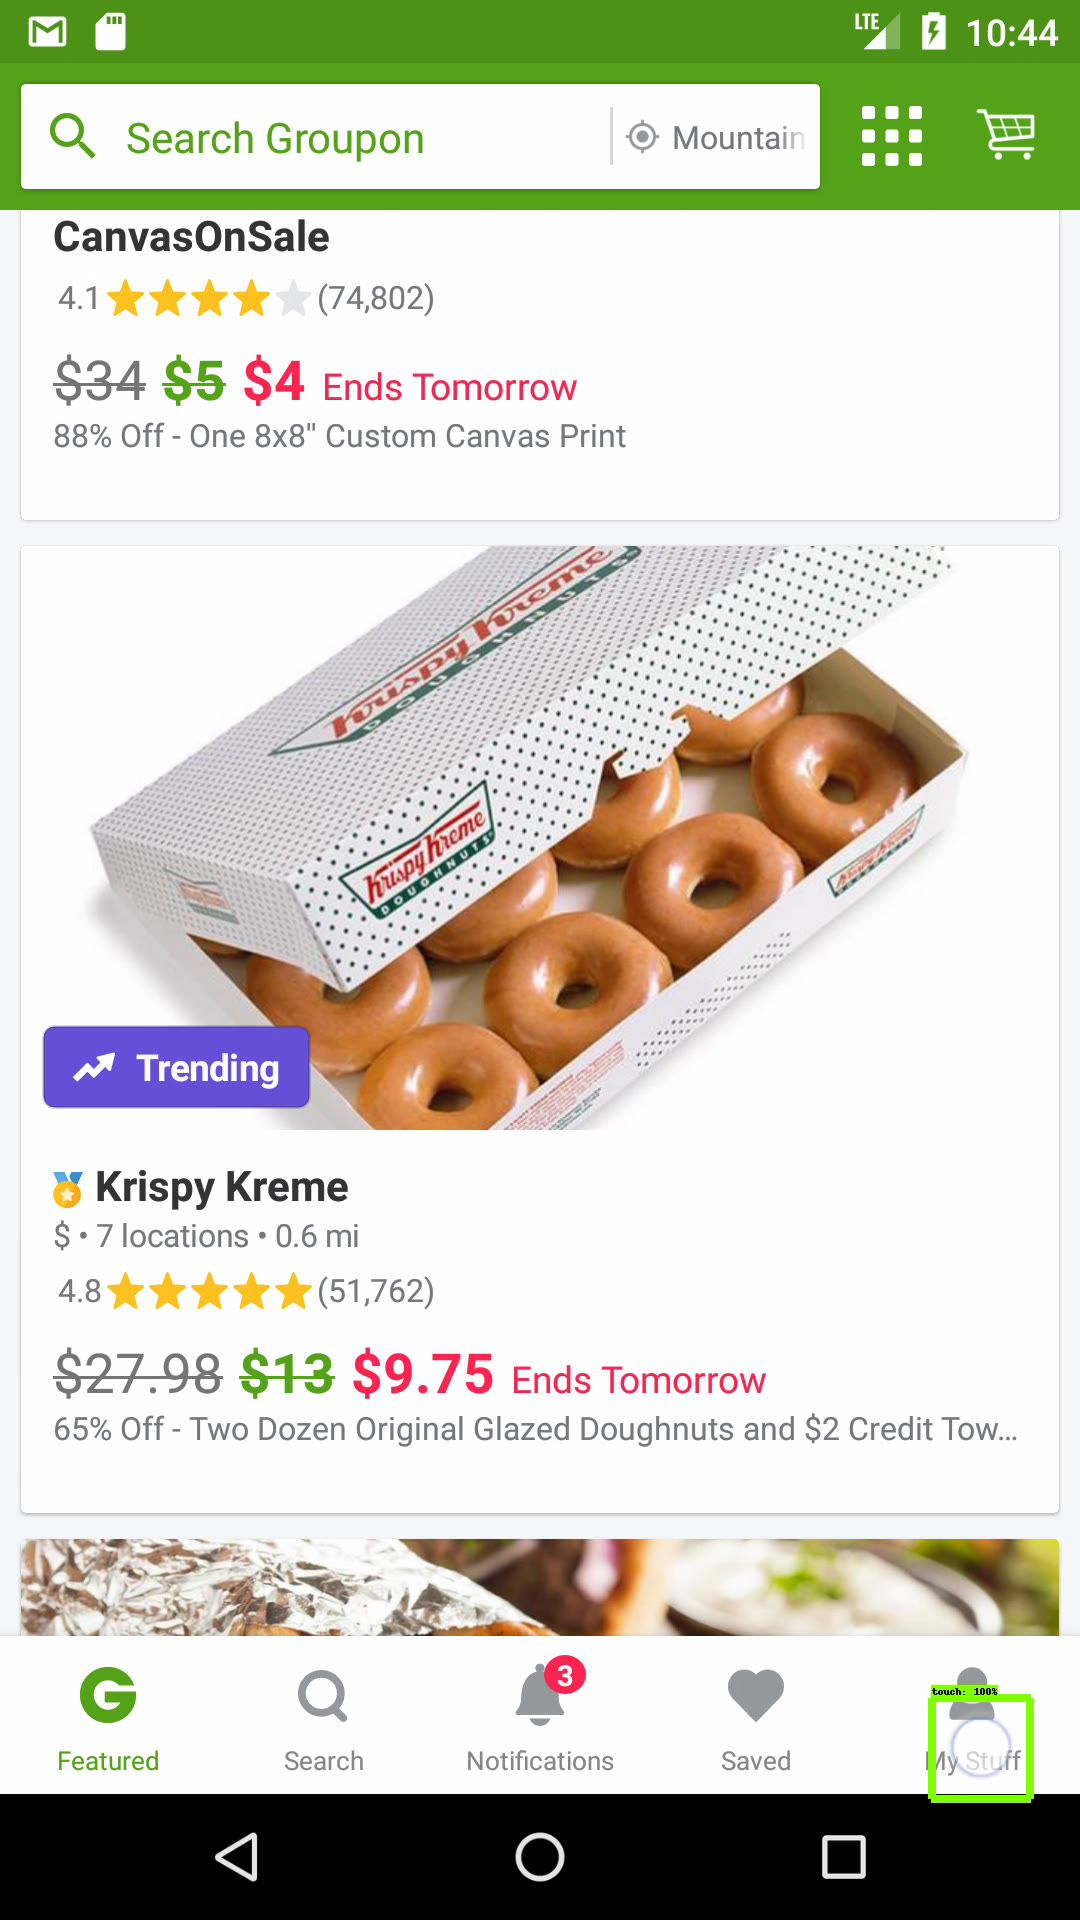 LTE 10:44
Search Groupon Mountain
CanvasOnSale
4.1 (74,802)
$34 $5 $4 Ends Tomorrow
88% Off - One 8x8" Custom Canvas Print
Krispy Kreme
DOUGHNUTS
Krispy Kreme
DOUGHNUTS
Trending
Krispy Kreme
$ • 7 locations • 0.6 mi
4.8 (51,762)
$27.98 $13 $9.75 Ends Tomorrow
65% Off - Two Dozen Original Glazed Doughnuts and $2 Credit Tow...
3
touch: 100%
Featured Search Notifications Saved My Stuff